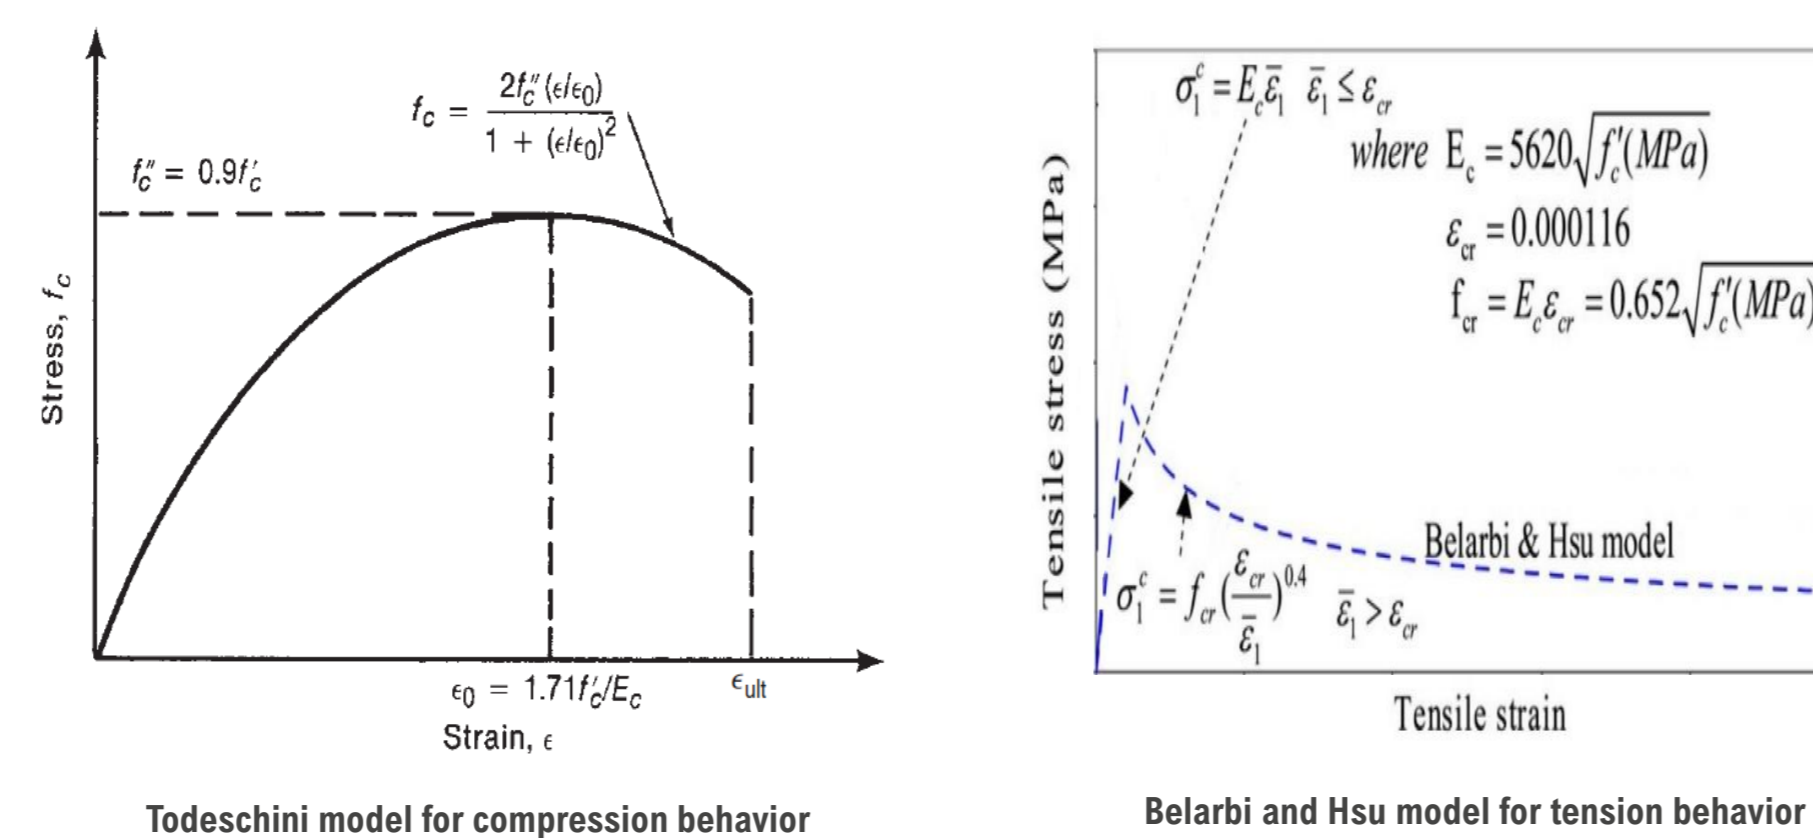 f_c = 2f_c″(ϵ/ϵ_0) / 1 + (ϵ/ϵ_0)^2
f_c″ = 0.9f_c′
Stress, f_c
ϵ_0 = 1.71f_c′/E_c
ϵ_ult
Strain, ϵ
Todeschini model for compression behavior
σ_1^c = E_c ε̅_1 ε̅_1 ≤ ε_cr
where E_c = 5620√f_c′(MPa)
ε_cr = 0.000116
f_cr = E_c ε_cr = 0.652√f_c′(MPa)
Tensile stress (MPa)
Belarbi & Hsu model
σ_1^c = f_cr(ε_cr/ε̅_1)^0.4 ε̅_1 > ε_cr
Tensile strain
Belarbi and Hsu model for tension behavior